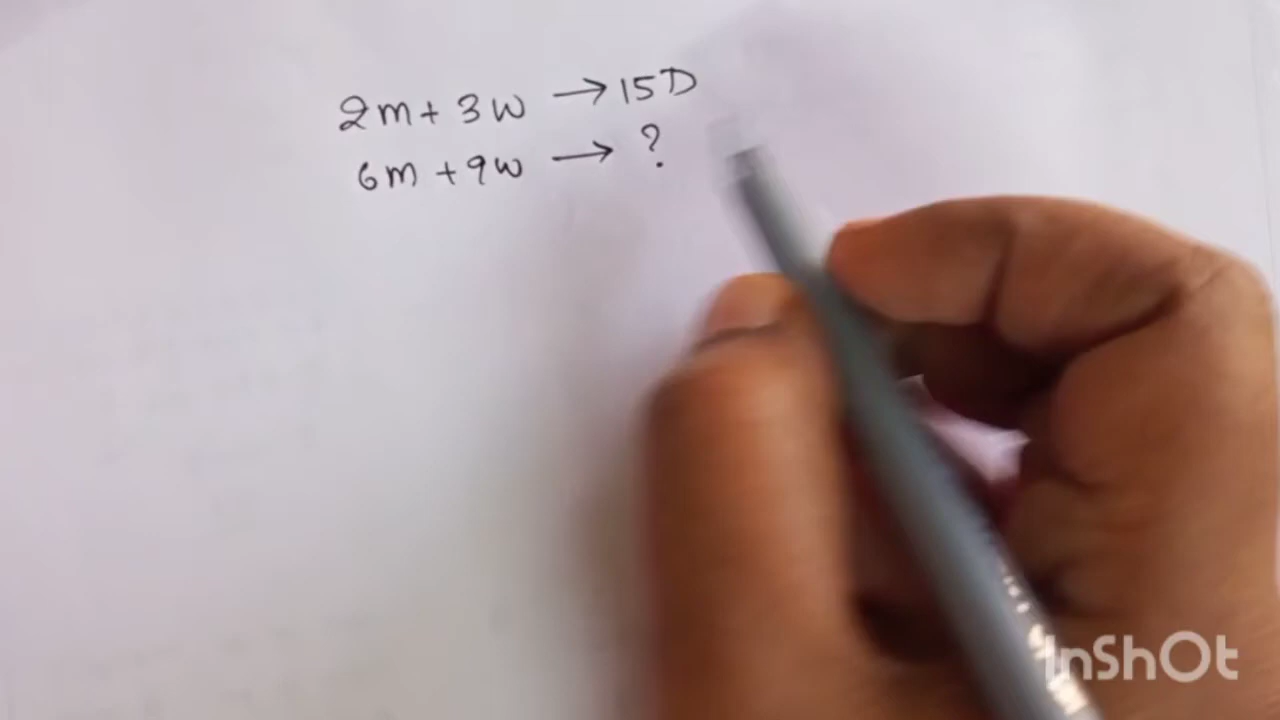 2m + 3w → 15D
6m + 9w → ?
InShOt